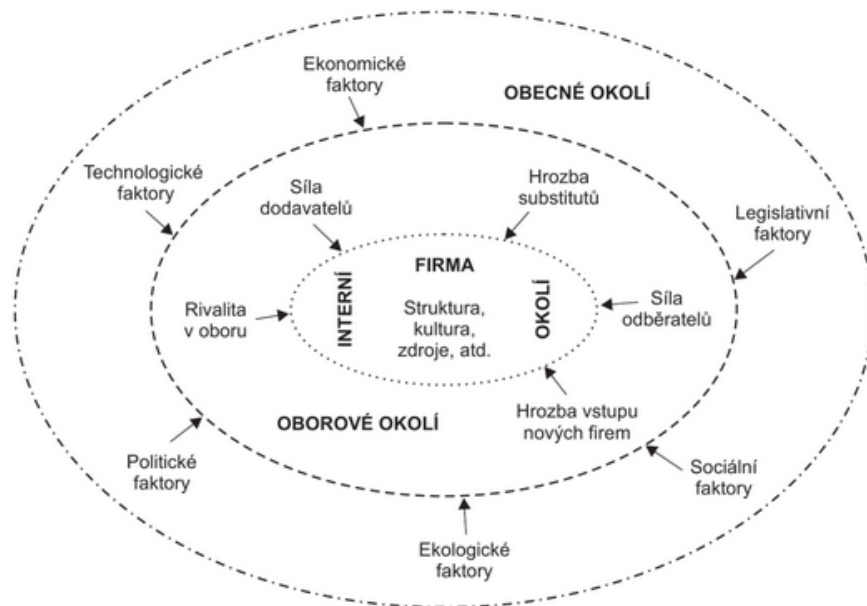 Ekonomické
faktory
OBECNÉ OKOLÍ
Technologické
faktory
Síla
dodavatelů
Hrozba
substitutů
Legislativní
faktory
FIRMA
INTERNÍ
OKOLÍ
Struktura,
kultura,
zdroje, atd.
Rivalita
v oboru
Síla
odběratelů
OBOROVÉ OKOLÍ
Hrozba vstupu
nových firem
Politické
faktory
Sociální
faktory
Ekologické
faktory